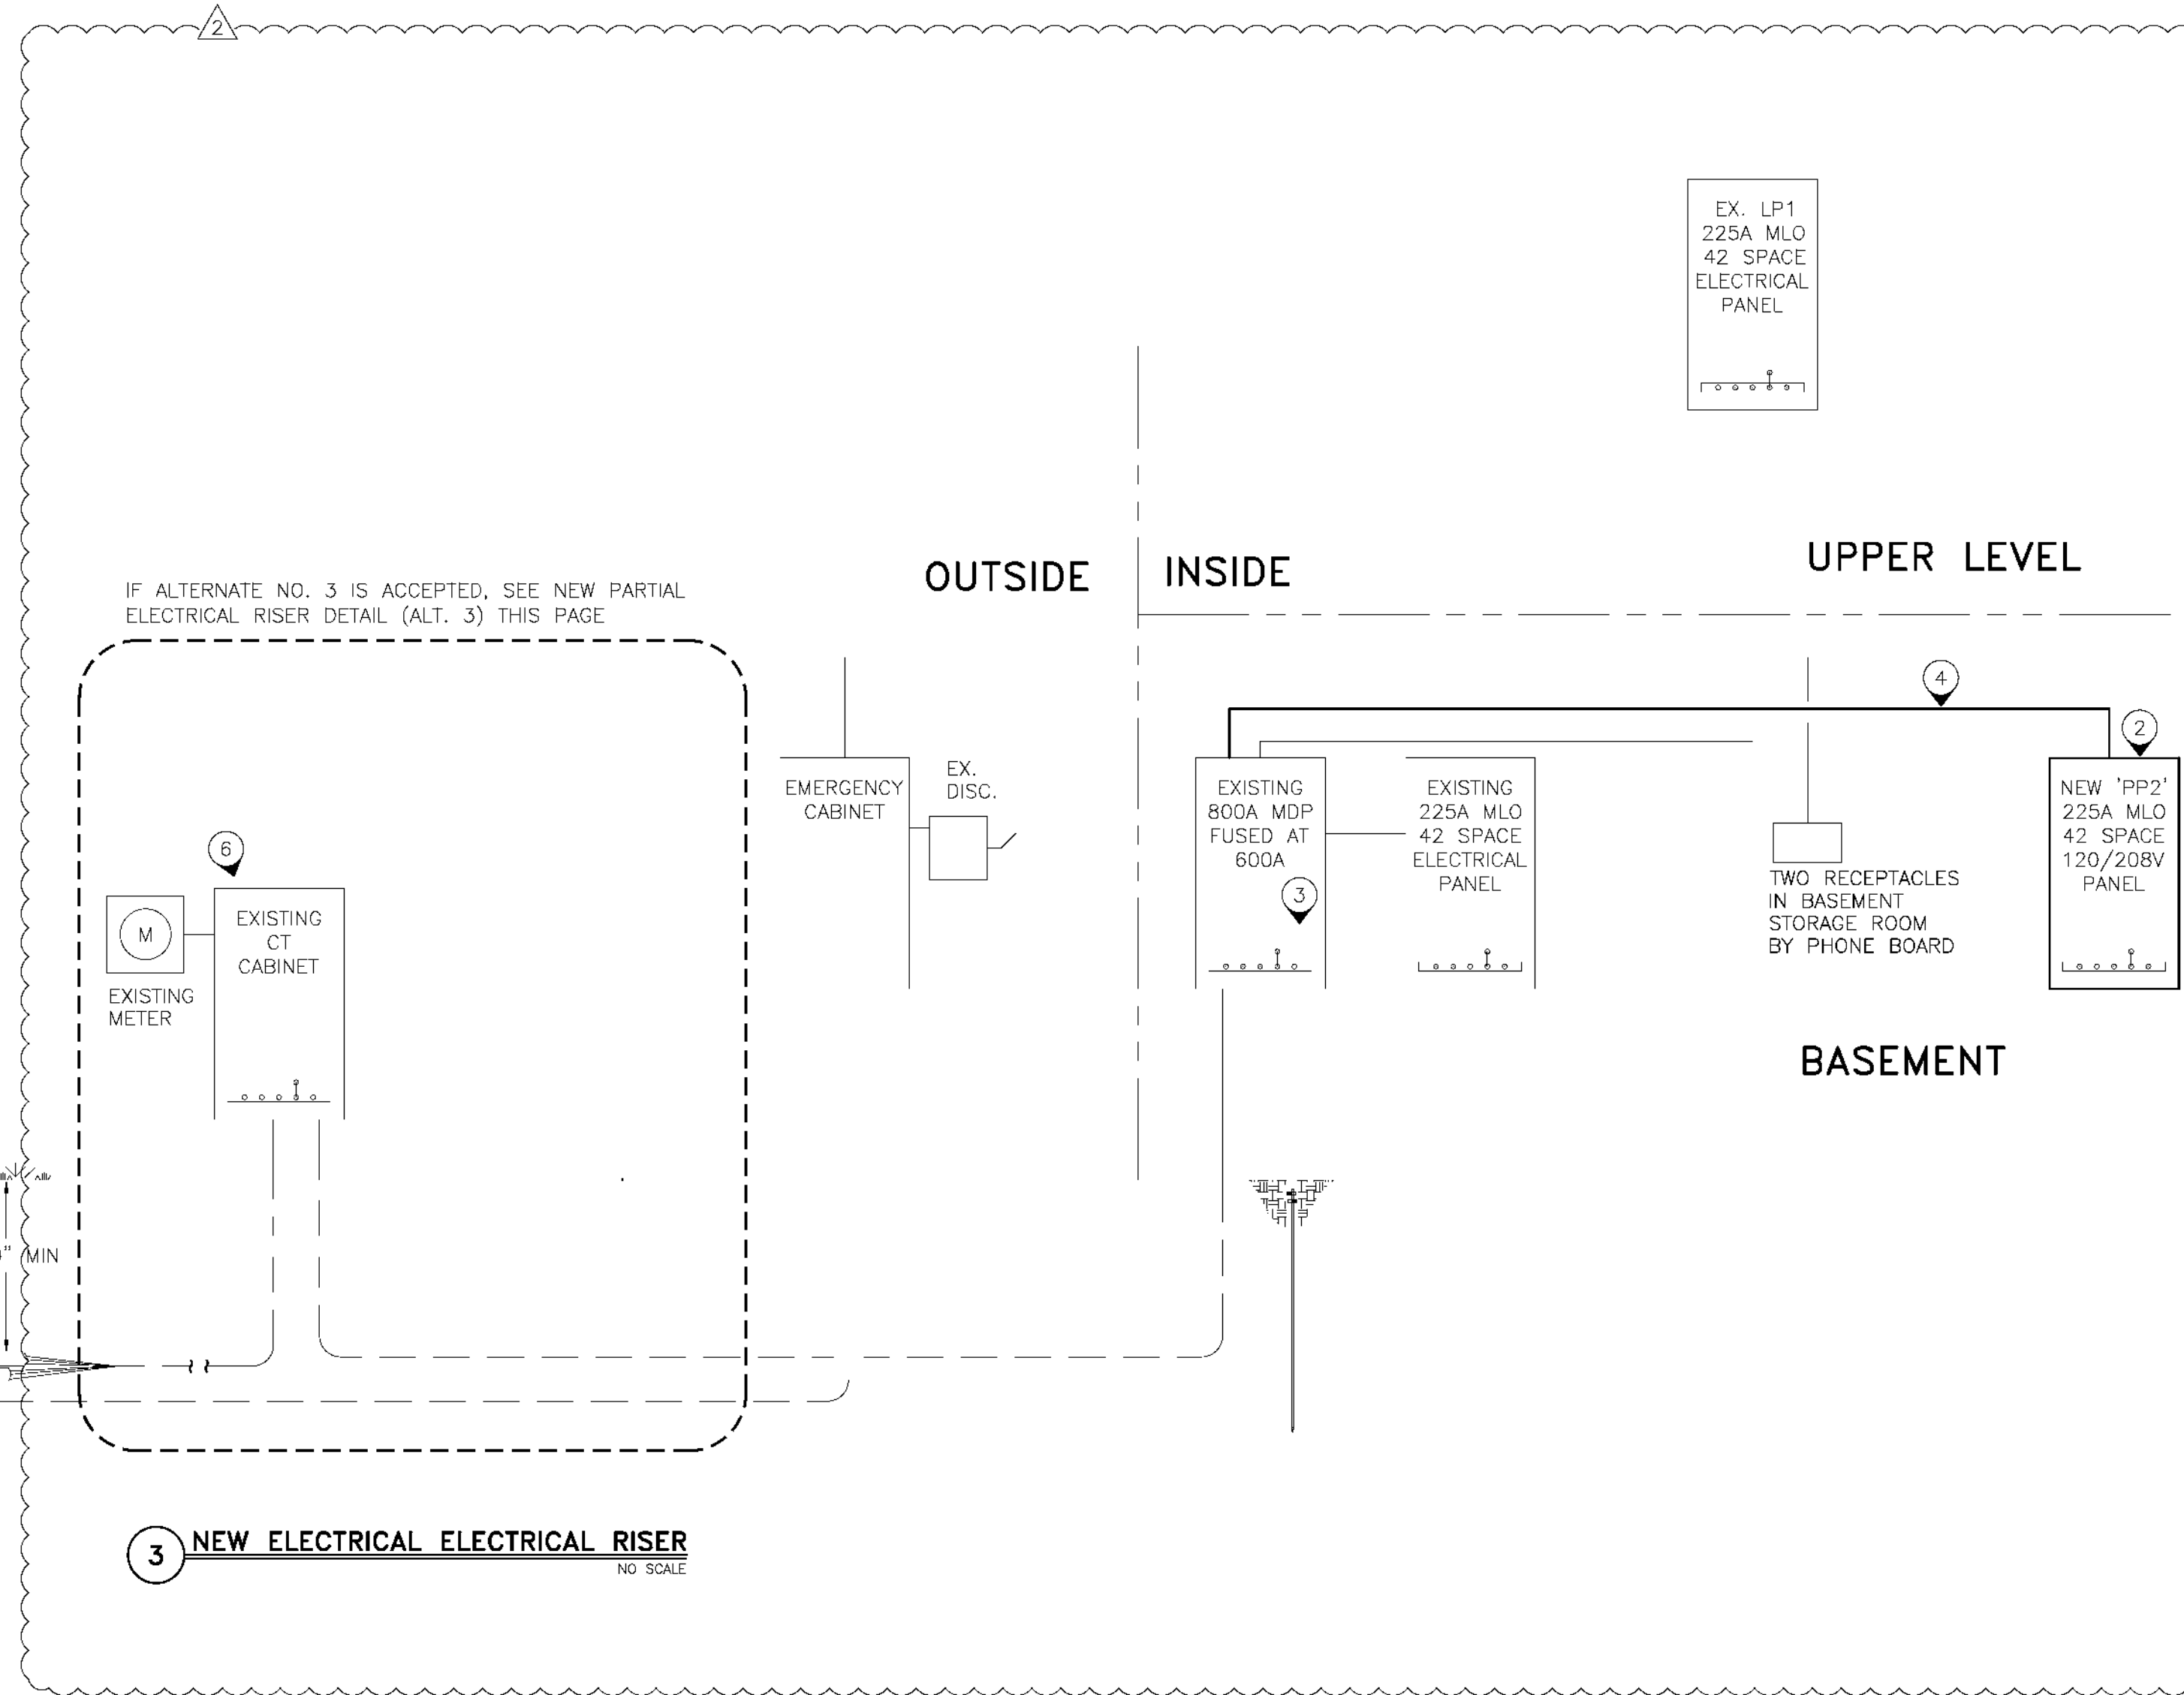 2
EX. LP1
225A MLO
42 SPACE
ELECTRICAL
PANEL
OUTSIDE
INSIDE
UPPER LEVEL
IF ALTERNATE NO. 3 IS ACCEPTED, SEE NEW PARTIAL
ELECTRICAL RISER DETAIL (ALT. 3) THIS PAGE
4
2
EMERGENCY
CABINET
EX.
DISC.
EXISTING
800A MDP
FUSED AT
600A
3
EXISTING
225A MLO
42 SPACE
ELECTRICAL
PANEL
TWO RECEPTACLES
IN BASEMENT
STORAGE ROOM
BY PHONE BOARD
NEW 'PP2'
225A MLO
42 SPACE
120/208V
PANEL
6
M
EXISTING
METER
EXISTING
CT
CABINET
BASEMENT
" MIN
3
NEW ELECTRICAL ELECTRICAL RISER
NO SCALE